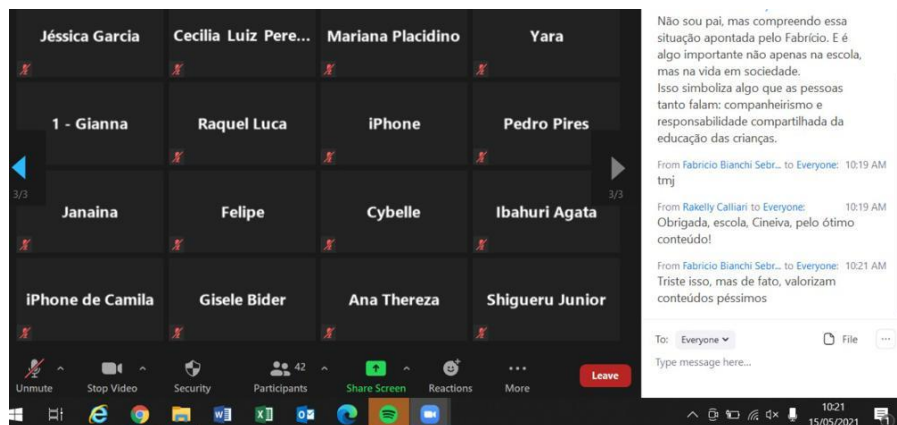 Jéssica Garcia
Cecilia Luiz Pere...
Mariana Placidino
Yara
1 - Gianna
Raquel Luca
iPhone
Pedro Pires
3/3
3/3
Janaina
Felipe
Cybelle
Ibahuri Agata
iPhone de Camila
Gisele Bider
Ana Thereza
Shigueru Junior
Unmute
Stop Video
Security
42
Participants
Share Screen
Reactions
More
Leave
Não sou pai, mas compreendo essa
situação apontada pelo Fabrício. E é
algo importante não apenas na escola,
mas na vida em sociedade.
Isso simboliza algo que as pessoas
tanto falam: companheirismo e
responsabilidade compartilhada da
educação das crianças.
From Fabricio Bianchi Sebr... to Everyone: 10:19 AM
tmj
From Rakelly Calliari to Everyone: 10:19 AM
Obrigada, escola, Cineiva, pelo ótimo
conteúdo!
From Fabricio Bianchi Sebr... to Everyone: 10:21 AM
Triste isso, mas de fato, valorizam
conteúdos péssimos
To: Everyone
File
Type message here...
10:21
15/05/2021